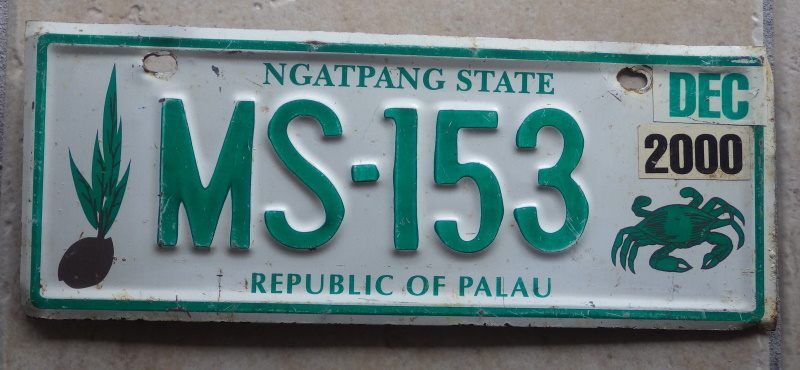 NGATPANG STATE
DEC
2000
MS-153
REPUBLIC OF PALAU